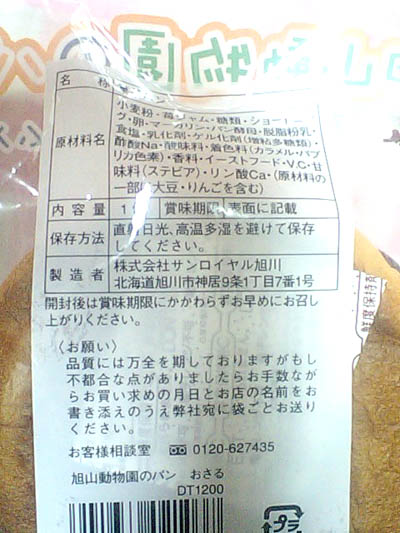 動物園の
名 称
パン
原材料名
小麦粉・苺ジャム・糖類・ショートニン
グ・卵・マーガリン・パン酵母・脱脂粉乳・
食塩・乳化剤・ゲル化剤(増粘多糖類)・
酢酸Na・酸味料・着色料(カラメル・パプ
リカ色素)・香料・イーストフード・V.C・甘
味料(ステビア)・リン酸Ca・(原材料の
一部に大豆・りんごを含む)
内容量 1 賞味期限 表面に記載
保存方法
直射日光、高温多湿を避けて保存
してください。
製造者
株式会社サンロイヤル旭川
北海道旭川市神居9条1丁目7番1号
開封後は賞味期限にかかわらずお早めにお召し
上がりください。
〈お願い〉
品質には万全を期しておりますがもし
不都合な点がありましたらお手数なが
らお買い求めの月日とお店の名前をお
書き添えのうえ弊社宛に袋ごとお送り
ください。
お客様相談室 0120-627435
旭山動物園のパン おさる
DT1200
プラ
鮮度保持剤